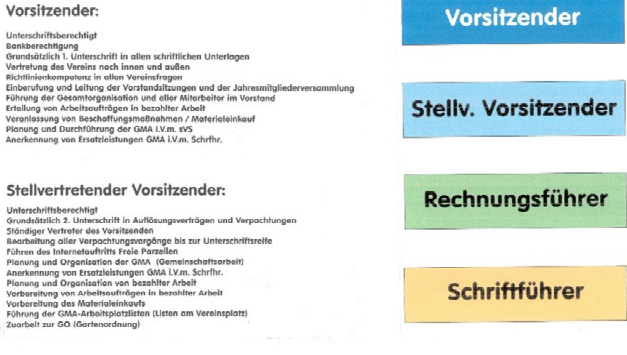 Vorsitzender:
Unterschriftsberechtigt
Bankberechtigung
Grundsätzlich 1. Unterschrift in allen schriftlichen Unterlagen
Vertretung des Vereins nach innen und außen
Richtlinienkompetenz in allen Vereinsfragen
Einberufung und Leitung der Vorstandsitzungen und der Jahresmitgliederversammlung
Führung der Gesamtorganisation und aller Mitarbeiter im Vorstand
Erteilung von Arbeitsaufträgen in bezahlter Arbeit
Veranlassung von Beschaffungsmaßnahmen / Materialeinkauf
Planung und Durchführung der GMA i.V.m. sVS
Anerkennung von Ersatzleistungen GMA i.V.m. Schrfhr.
Stellvertretender Vorsitzender:
Unterschriftsberechtigt
Grundsätzlich 2. Unterschrift in Auflösungsverträgen und Verpachtungen
Ständiger Vertreter des Vorsitzenden
Bearbeitung aller Verpachtungsvorgänge bis zur Unterschriftsreife
Führen des Internetauftritts Freie Parzellen
Planung und Organisation der GMA (Gemeinschaftsarbeit)
Anerkennung von Ersatzleistungen GMA i.V.m. Schrfhr.
Planung und Organisation von bezahlter Arbeit
Vorbereitung von Arbeitsaufträgen in bezahlter Arbeit
Vorbereitung des Materialeinkaufs
Führung der GMA-Arbeitsplatzlisten (Listen am Vereinsplatz)
Zuarbeit zur GO (Gartenordnung)
Vorsitzender
Stellv. Vorsitzender
Rechnungsführer
Schriftführer